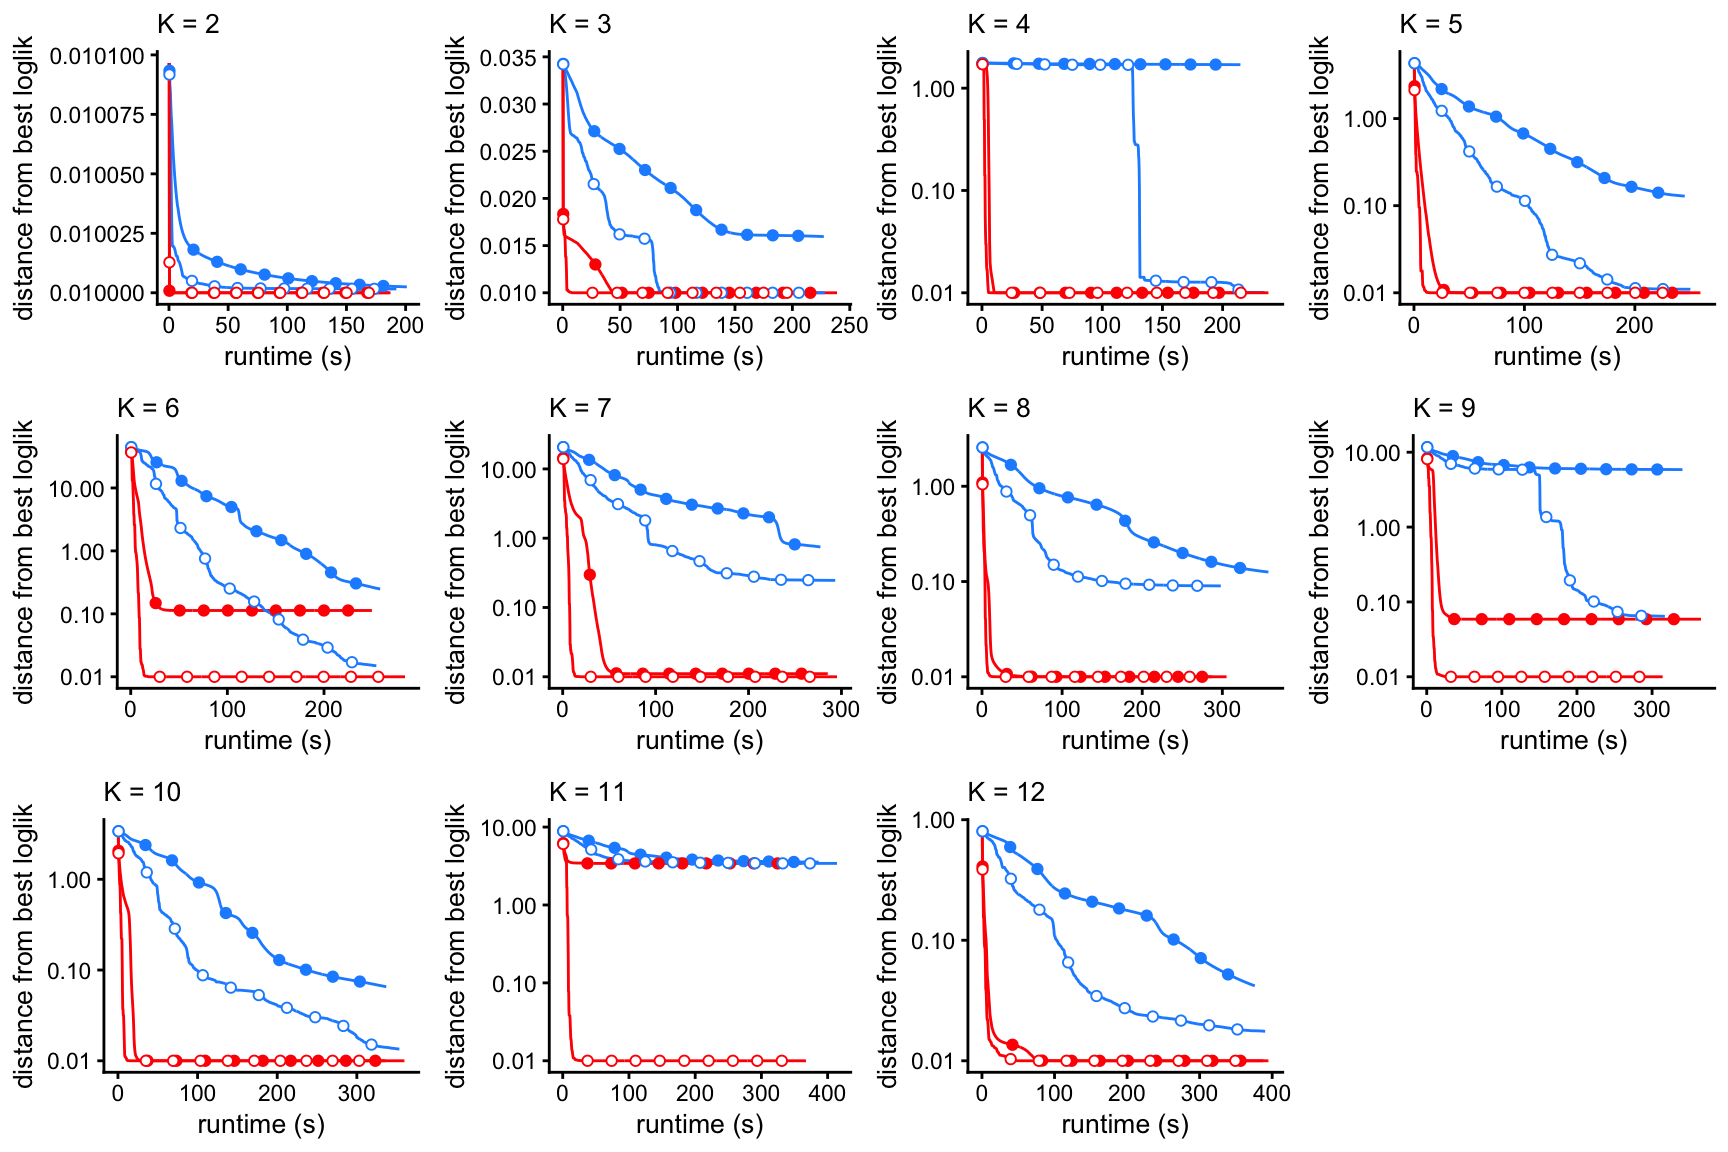 K = 2
distance from best loglik
0.010100
0.010075
0.010050
0.010025
0.010000
0 50 100 150 200
runtime (s)
K = 3
distance from best loglik
0.035
0.030
0.025
0.020
0.015
0.010
0 50 100 150 200 250
runtime (s)
K = 4
distance from best loglik
1.00
0.10
0.01
0 50 100 150 200
runtime (s)
K = 5
distance from best loglik
1.00
0.10
0.01
0 100 200
runtime (s)
K = 6
distance from best loglik
10.00
1.00
0.10
0.01
0 100 200
runtime (s)
K = 7
distance from best loglik
10.00
1.00
0.10
0.01
0 100 200 300
runtime (s)
K = 8
distance from best loglik
1.00
0.10
0.01
0 100 200 300
runtime (s)
K = 9
distance from best loglik
10.00
1.00
0.10
0.01
0 100 200 300
runtime (s)
K = 10
distance from best loglik
1.00
0.10
0.01
0 100 200 300
runtime (s)
K = 11
distance from best loglik
10.00
1.00
0.10
0.01
0 100 200 300 400
runtime (s)
K = 12
distance from best loglik
1.00
0.10
0.01
0 100 200 300 400
runtime (s)